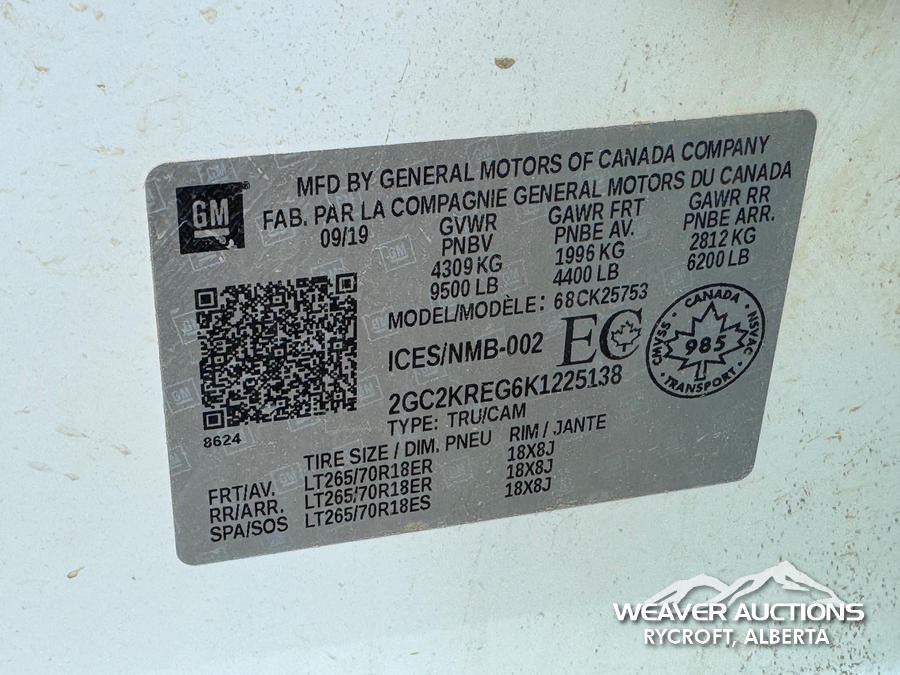 GM
MFD BY GENERAL MOTORS OF CANADA COMPANY
FAB. PAR LA COMPAGNIE GENERAL MOTORS DU CANADA
09/19 GVWR GAWR FRT GAWR RR
PNBV PNBE AV. PNBE ARR.
4309 KG 1996 KG 2812 KG
9500 LB 4400 LB 6200 LB
MODEL/MODÈLE: 68CK25753
ICES/NMB-002 EC
CANADA
CMVSS 985 NSVAC
TRANSPORT
2GC2KREG6K1225138
TYPE: TRU/CAM
8624
TIRE SIZE / DIM. PNEU RIM / JANTE
FRT/AV. LT265/70R18ER 18X8J
RR/ARR. LT265/70R18ER 18X8J
SPA/SOS LT265/70R18ES 18X8J
WEAVER AUCTIONS
RYCROFT, ALBERTA